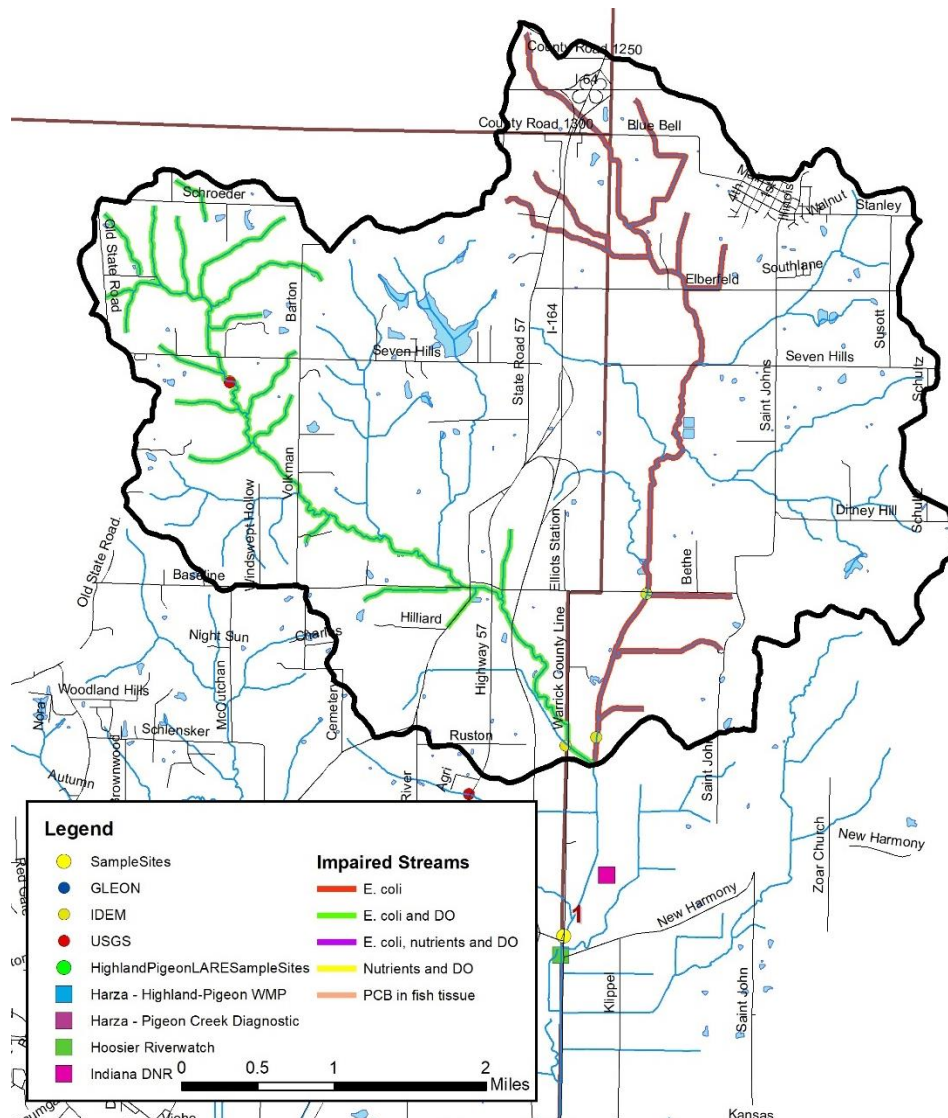 County Road 1250
I-64
County Road 1300
Blue Bell
Main
4th
1st
Illinois
Walnut
Stanley
Schroeder
Old State Road
Barton
Southlane
Elberfeld
State Road 57
I-164
Susott
Seven Hills
Seven Hills
Saint Johns
Schultz
Volkman
Windswept Hollow
Dirney Hill
Schultz
Old State Road
Baseline
Elliots Station
Bethe
Hilliard
Night Sun
Charles
McCutchan
Highway 57
Warrick County Line
Woodland Hills
Nora
Schlensker
Cemetery
Ruston
Saint John
Autumn
River
Agri
Zoar Church
New Harmony
New Harmony
1
Klippel
Saint John
Kansas
Legend
SampleSites
GLEON
IDEM
USGS
HighlandPigeonLARESampleSites
Harza - Highland-Pigeon WMP
Harza - Pigeon Creek Diagnostic
Hoosier Riverwatch
Indiana DNR
Impaired Streams
E. coli
E. coli and DO
E. coli, nutrients and DO
Nutrients and DO
PCB in fish tissue
0 0.5 1 2
Miles